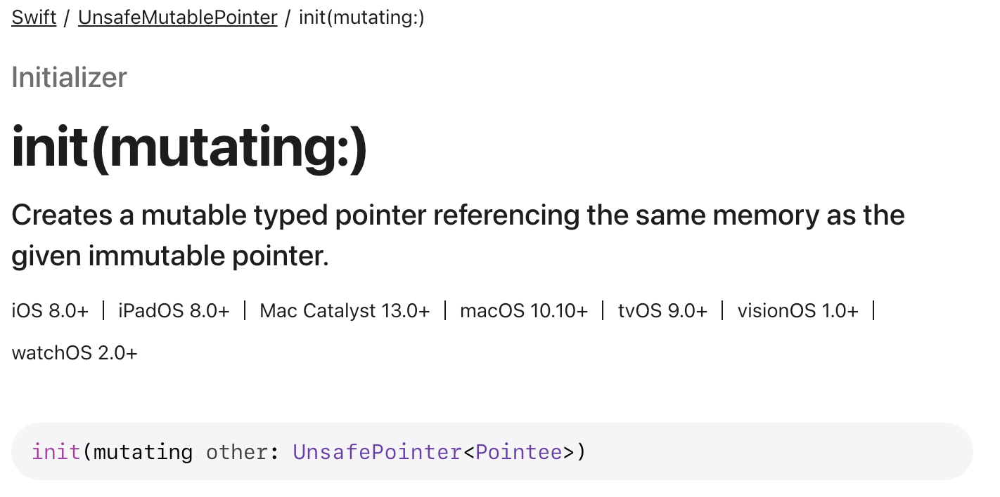 Swift / UnsafeMutablePointer / init(mutating:)
Initializer
init(mutating:)
Creates a mutable typed pointer referencing the same memory as the
given immutable pointer.
iOS 8.0+ | iPadOS 8.0+ | Mac Catalyst 13.0+ | macOS 10.10+ | tvOS 9.0+ | visionOS 1.0+ |
watchOS 2.0+
init(mutating other: UnsafePointer<Pointee>)